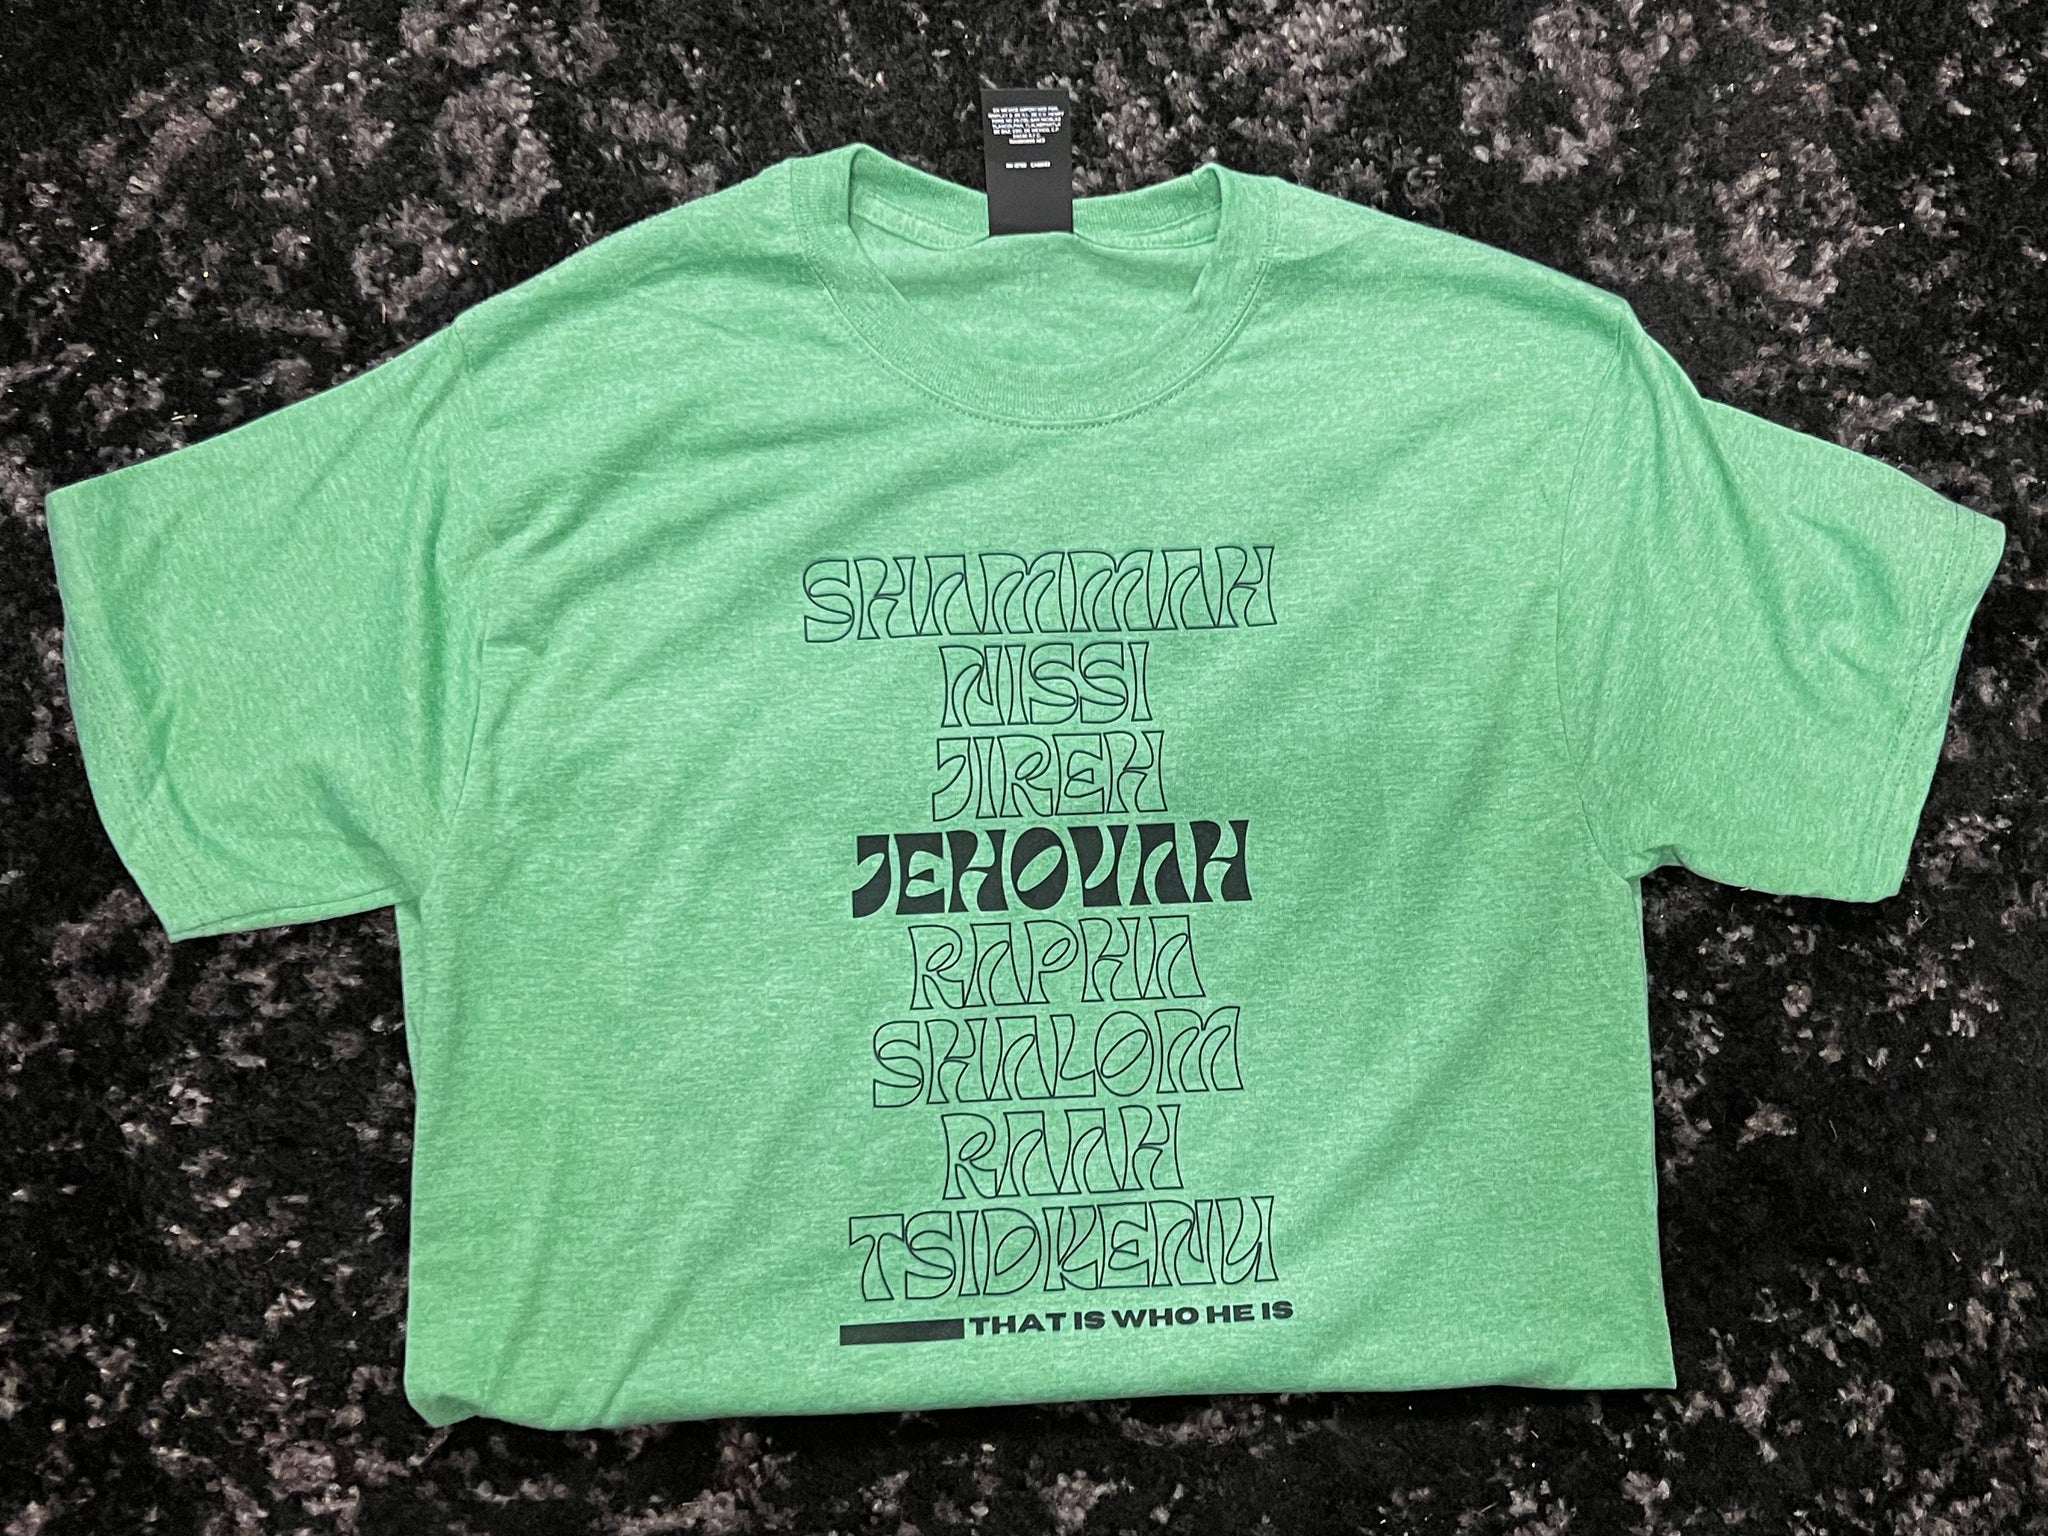 SHAMMAH
NISSI
JIREH
JEHOVAH
RAPHA
SHALOM
RAAH
TSIDKENU
THAT IS WHO HE IS